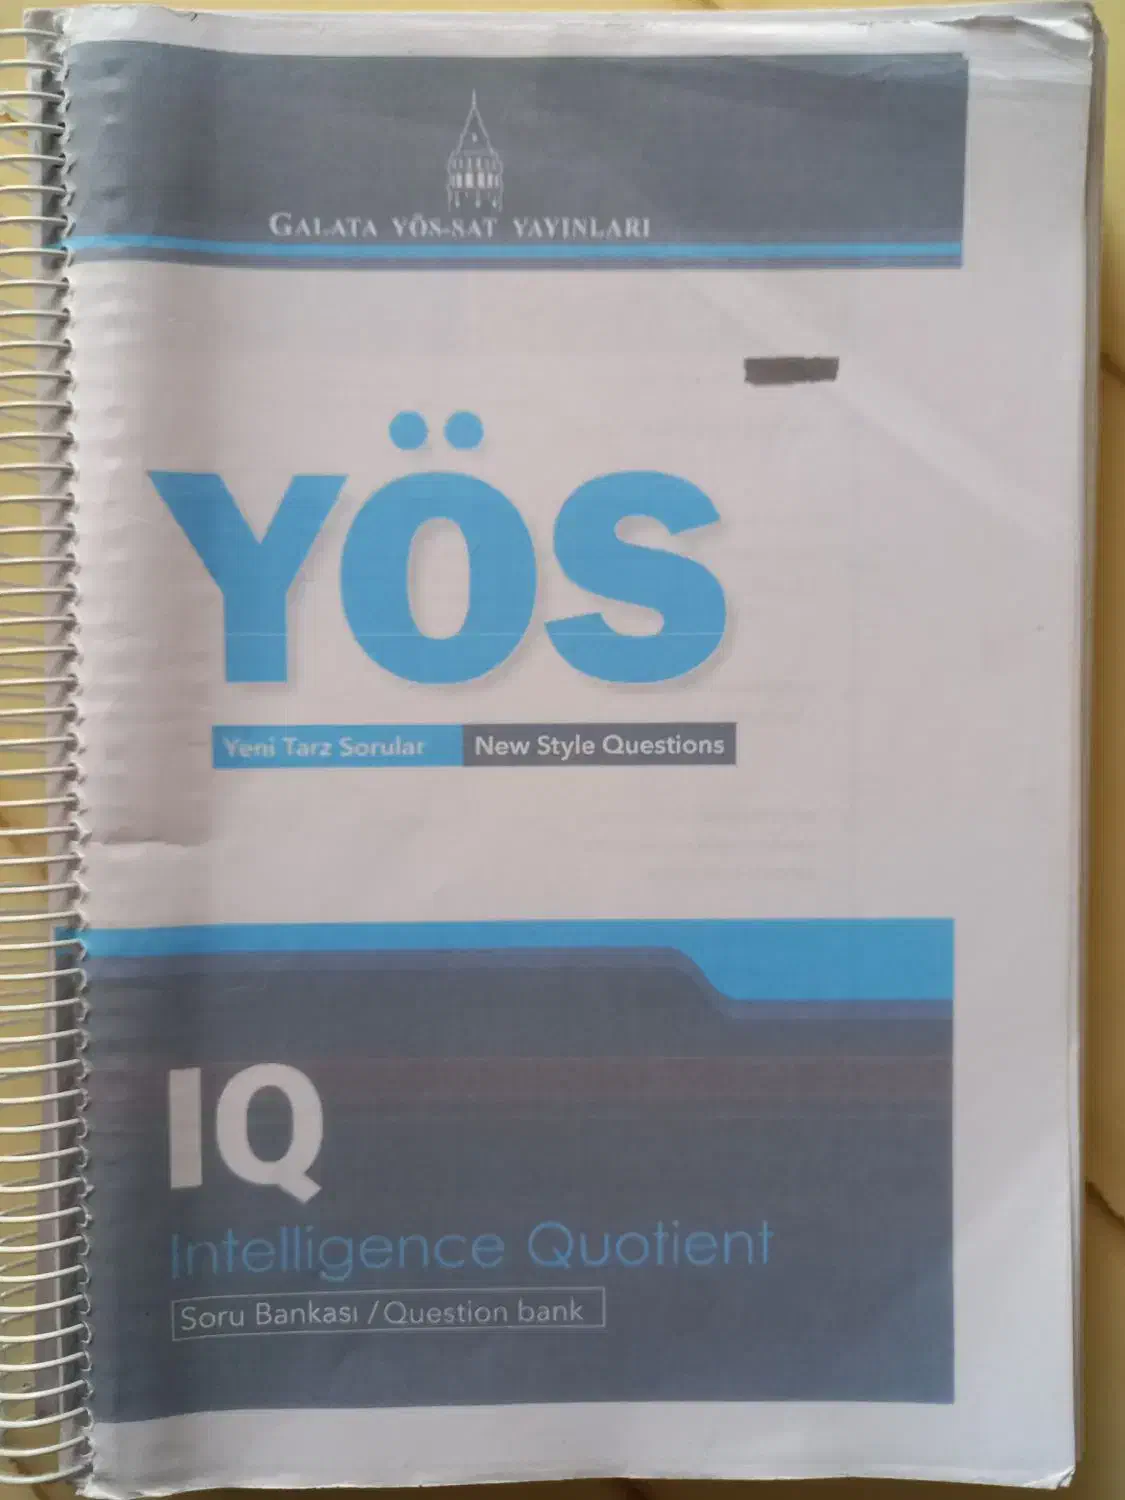 GALATA YÖS-SAT YAYINLARI
YÖS
Yeni Tarz Sorular New Style Questions
IQ
Intelligence Quotient
Soru Bankası / Question bank